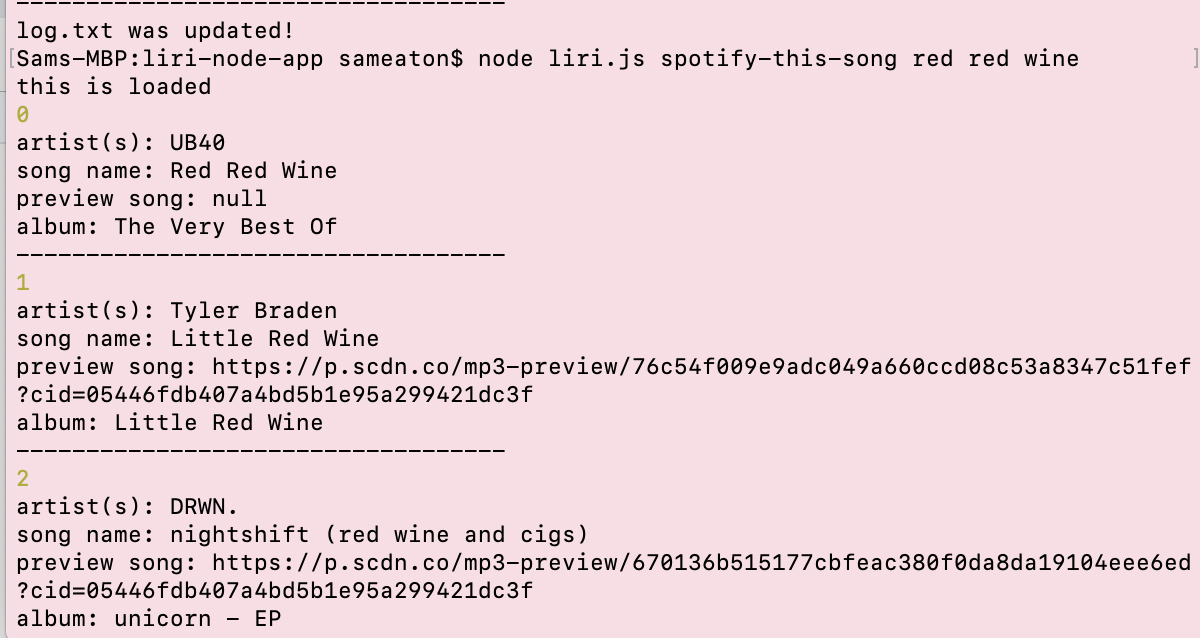 -----------------------------------
log.txt was updated!
[Sams-MBP:liri-node-app sameaton$ node liri.js spotify-this-song red red wine ]
this is loaded
0
artist(s): UB40
song name: Red Red Wine
preview song: null
album: The Very Best Of
-----------------------------------
1
artist(s): Tyler Braden
song name: Little Red Wine
preview song: https://p.scdn.co/mp3-preview/76c54f009e9adc049a660ccd08c53a8347c51fef
?cid=05446fdb407a4bd5b1e95a299421dc3f
album: Little Red Wine
-----------------------------------
2
artist(s): DRWN.
song name: nightshift (red wine and cigs)
preview song: https://p.scdn.co/mp3-preview/670136b515177cbfeac380f0da8da19104eee6ed
?cid=05446fdb407a4bd5b1e95a299421dc3f
album: unicorn - EP